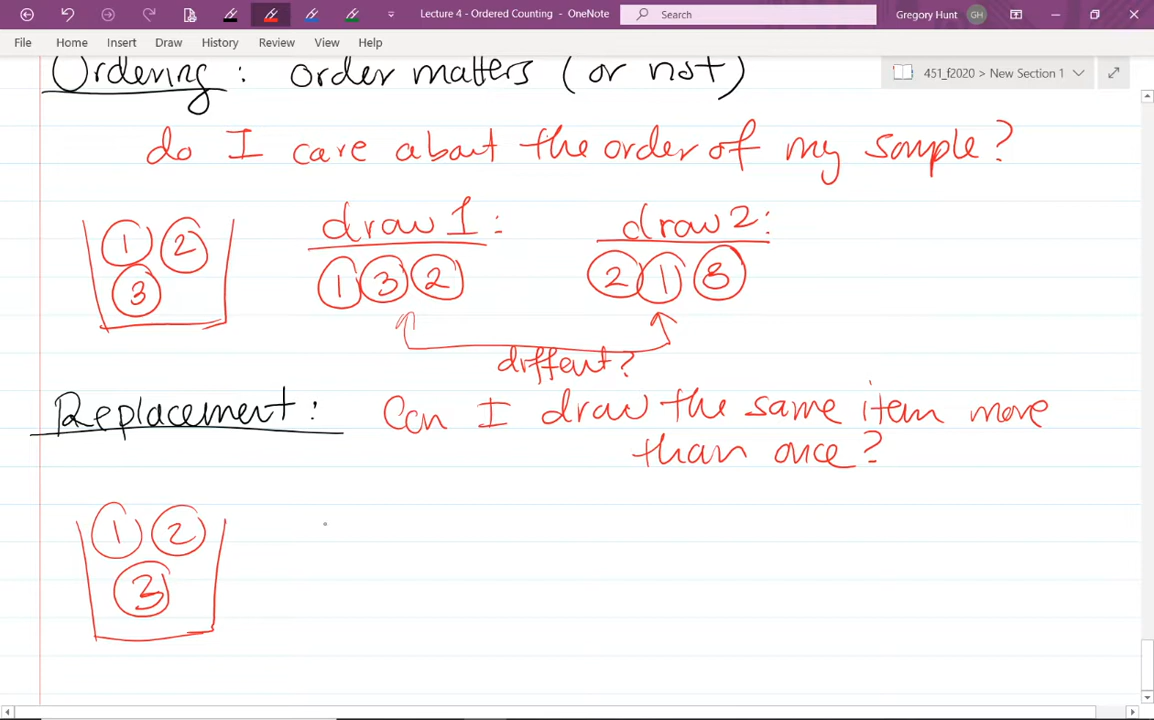 Lecture 4 - Ordered Counting - OneNote
Search
Gregory Hunt
GH
File Home Insert Draw History Review View Help
451_f2020 > New Section 1
Ordering: order matters (or not)
do I care about the order of my sample?
draw 1: draw 2:
1 2
3
1 3 2
2 1 3
diffent?
Replacement: Can I draw the same item more
than once?
1 2
3